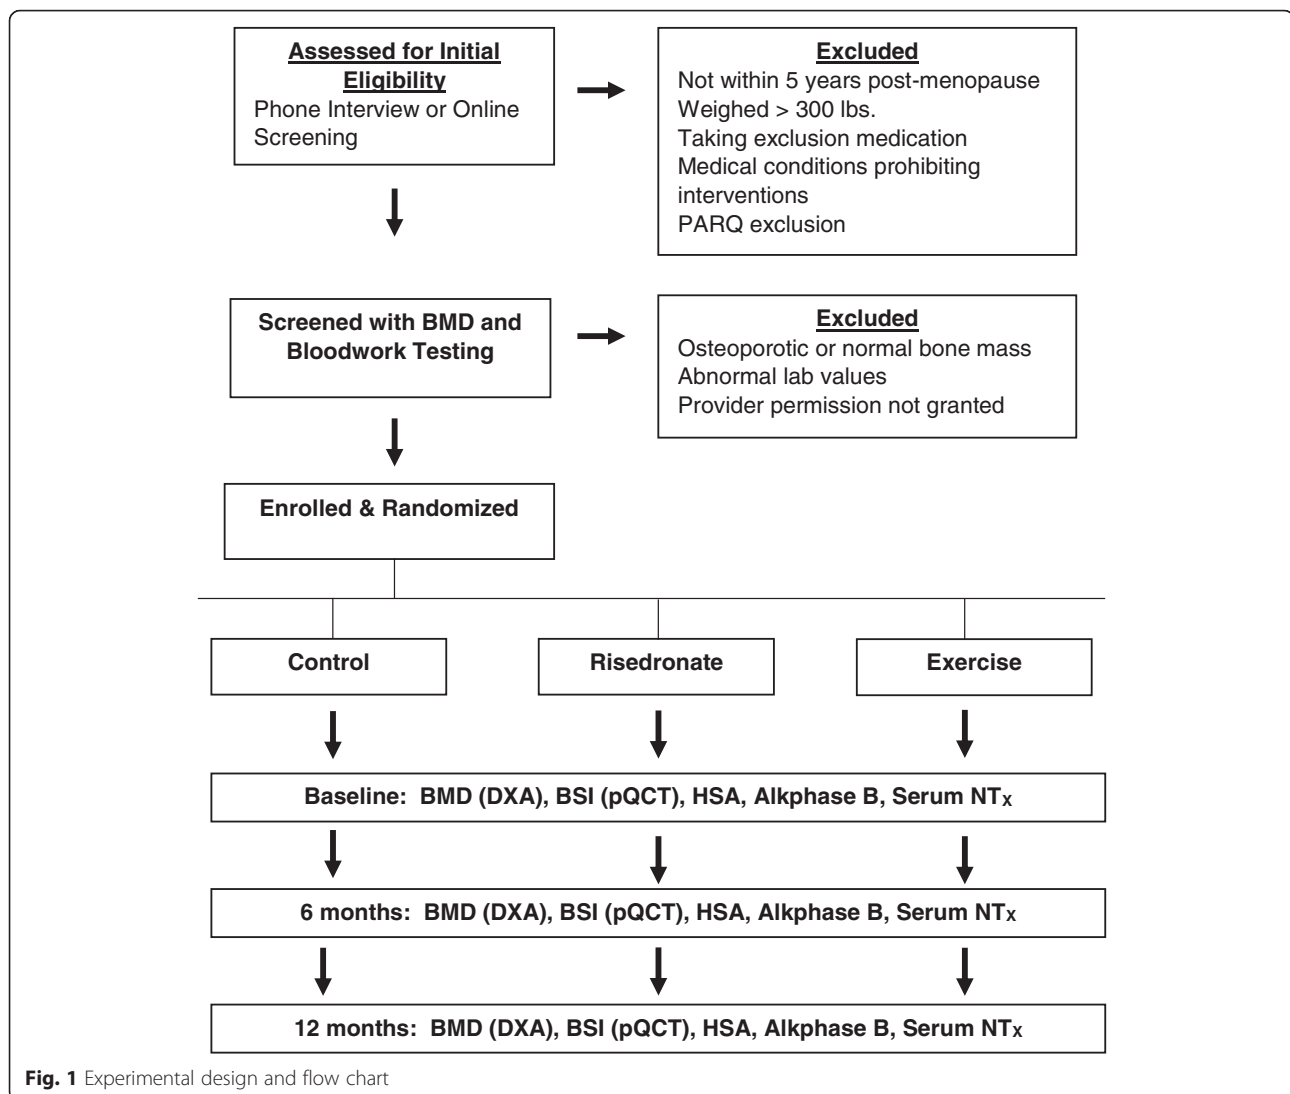 Assessed for Initial
Eligibility
Phone Interview or Online
Screening
Excluded
Not within 5 years post-menopause
Weighed > 300 lbs.
Taking exclusion medication
Medical conditions prohibiting
interventions
PARQ exclusion
Screened with BMD and
Bloodwork Testing
Excluded
Osteoporotic or normal bone mass
Abnormal lab values
Provider permission not granted
Enrolled & Randomized
Control
Risedronate
Exercise
Baseline: BMD (DXA), BSI (pQCT), HSA, Alkphase B, Serum NTx
6 months: BMD (DXA), BSI (pQCT), HSA, Alkphase B, Serum NTx
12 months: BMD (DXA), BSI (pQCT), HSA, Alkphase B, Serum NTx
Fig. 1 Experimental design and flow chart